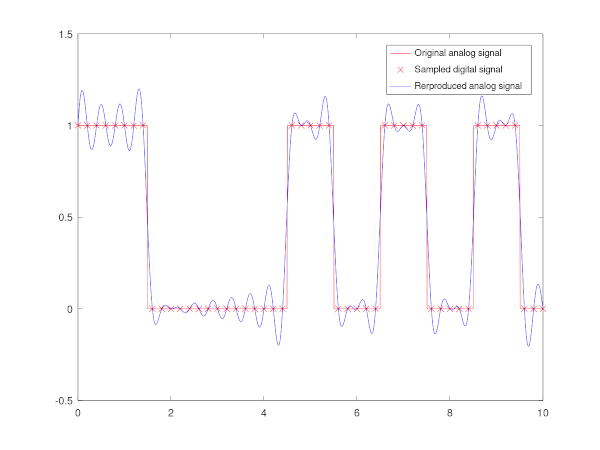 1.5
Original analog signal
Sampled digital signal
Rerproduced analog signal
1
0.5
0
-0.5
0 2 4 6 8 10